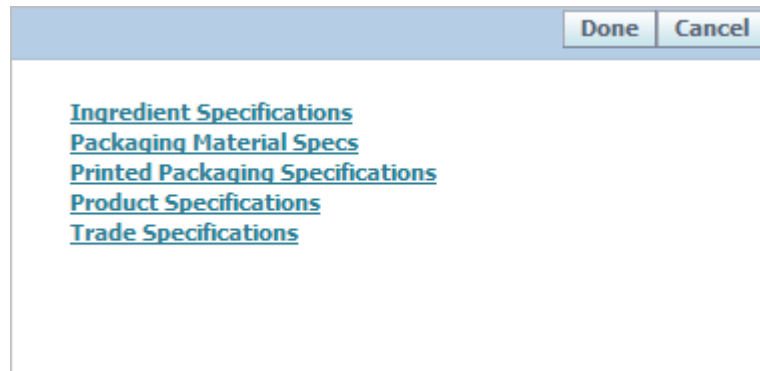 Done Cancel
Ingredient Specifications
Packaging Material Specs
Printed Packaging Specifications
Product Specifications
Trade Specifications